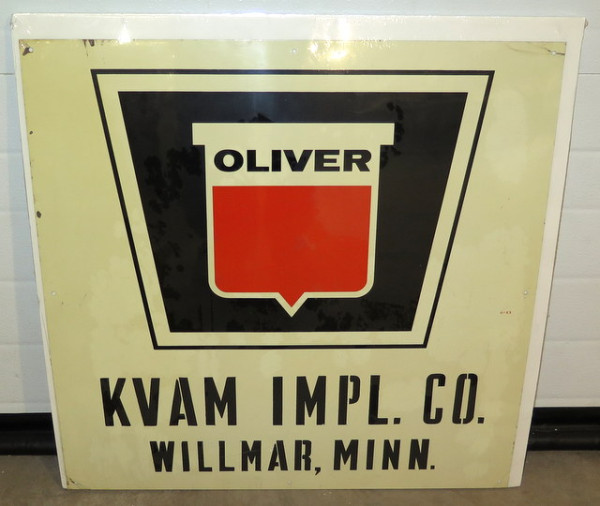 OLIVER
KVAM IMPL. CO.
WILLMAR, MINN.